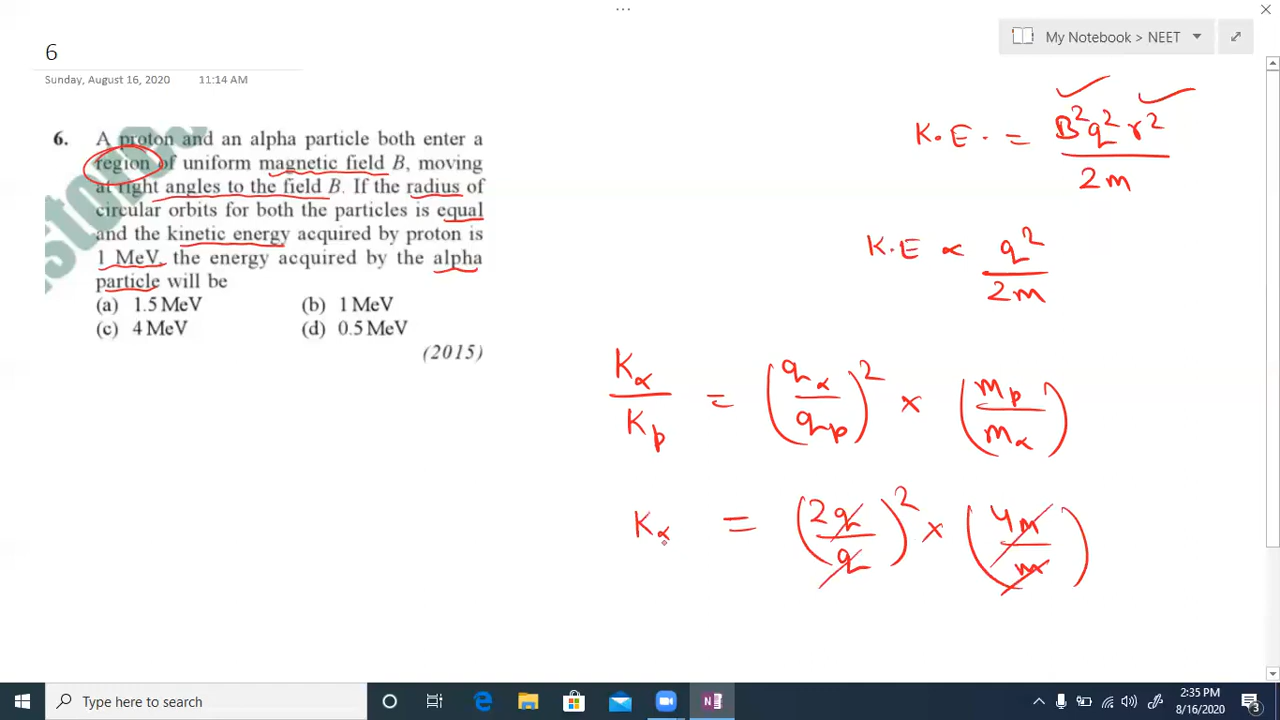 ...
6
My Notebook > NEET
Sunday, August 16, 2020 11:14 AM
6. A proton and an alpha particle both enter a
region of uniform magnetic field B, moving
at right angles to the field B. If the radius of
circular orbits for both the particles is equal
and the kinetic energy acquired by proton is
1 MeV, the energy acquired by the alpha
particle will be
(a) 1.5 MeV (b) 1 MeV
(c) 4 MeV (d) 0.5 MeV
(2015)
K.E. = B²q²r² / 2m
K.E ∝ q² / 2m
Kα / Kp = (qα / qp)² × (mp / mα)
Kα = (2q / q)² × (4m / m)
Type here to search
2:35 PM
8/16/2020
3